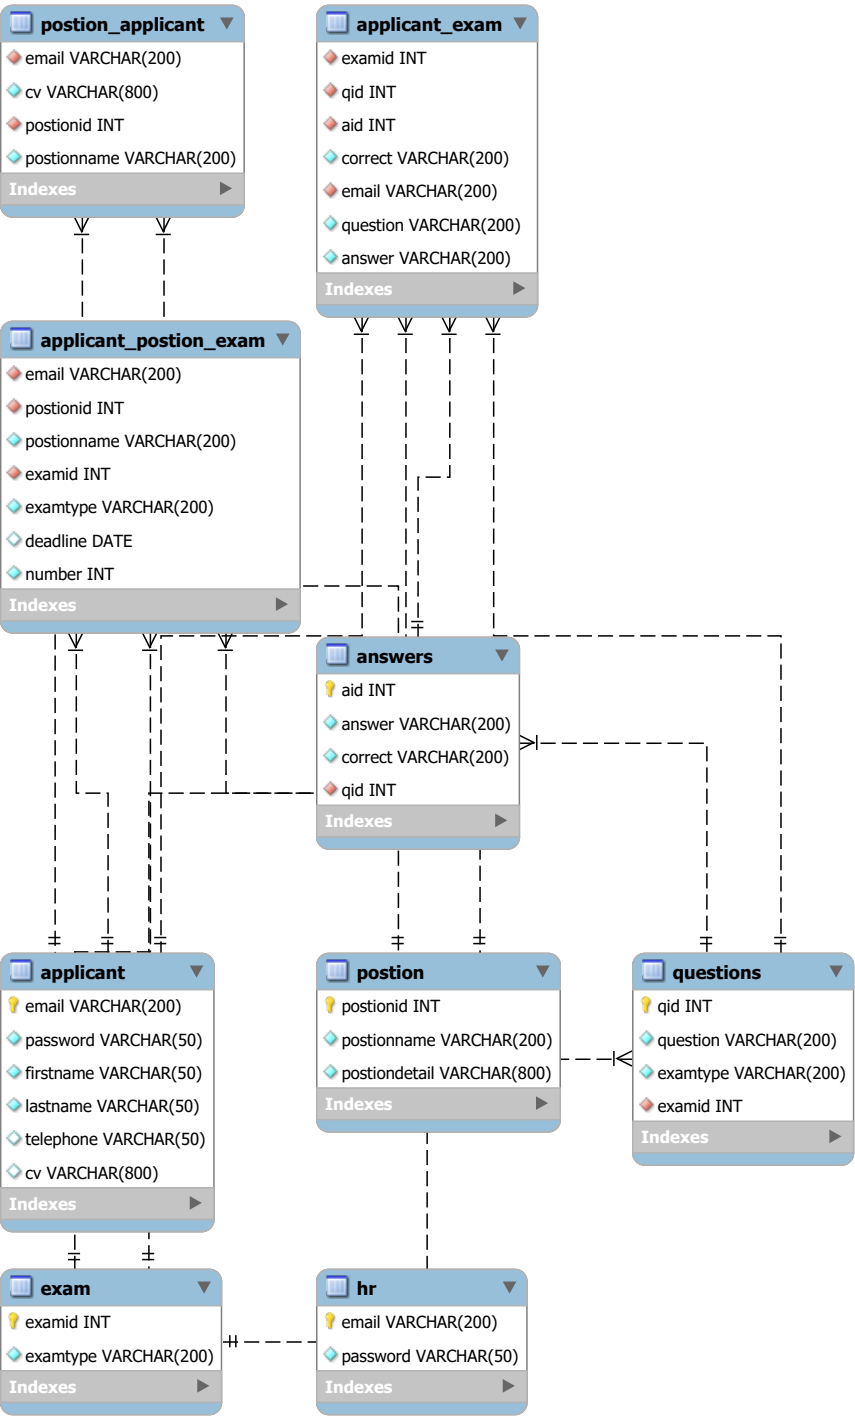 postion_applicant
email VARCHAR(200)
cv VARCHAR(800)
postionid INT
postionname VARCHAR(200)
Indexes
applicant_exam
examid INT
qid INT
aid INT
correct VARCHAR(200)
email VARCHAR(200)
question VARCHAR(200)
answer VARCHAR(200)
Indexes
applicant_postion_exam
email VARCHAR(200)
postionid INT
postionname VARCHAR(200)
examid INT
examtype VARCHAR(200)
deadline DATE
number INT
Indexes
answers
aid INT
answer VARCHAR(200)
correct VARCHAR(200)
qid INT
Indexes
applicant
email VARCHAR(200)
password VARCHAR(50)
firstname VARCHAR(50)
lastname VARCHAR(50)
telephone VARCHAR(50)
cv VARCHAR(800)
Indexes
postion
postionid INT
postionname VARCHAR(200)
postiondetail VARCHAR(800)
Indexes
questions
qid INT
question VARCHAR(200)
examtype VARCHAR(200)
examid INT
Indexes
exam
examid INT
examtype VARCHAR(200)
Indexes
hr
email VARCHAR(200)
password VARCHAR(50)
Indexes